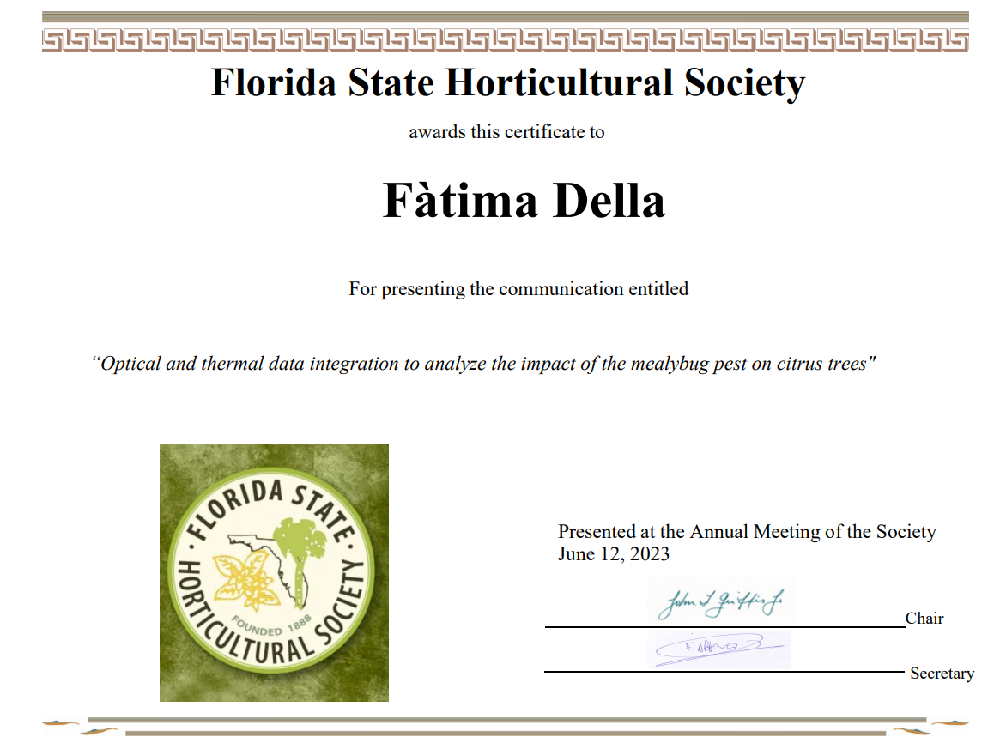 Florida State Horticultural Society
awards this certificate to
Fàtima Della
For presenting the communication entitled
“Optical and thermal data integration to analyze the impact of the mealybug pest on citrus trees"
· FLORIDA STATE ·
HORTICULTURAL SOCIETY
FOUNDED 1888
Presented at the Annual Meeting of the Society
June 12, 2023
John L Griffis Jr
Chair
F. Alferez
Secretary